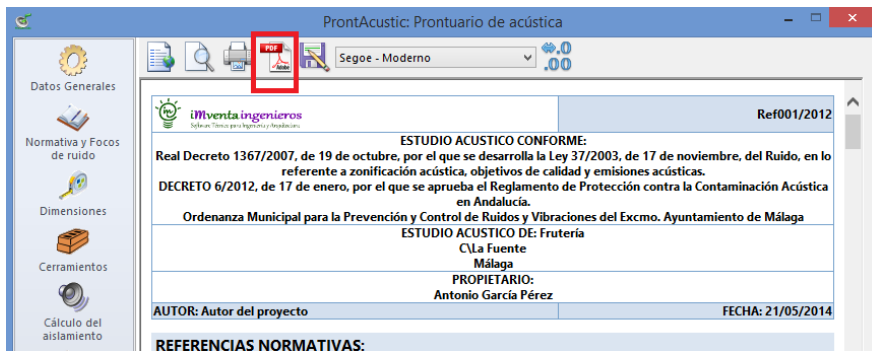 ProntAcustic: Prontuario de acústica
Datos Generales
Normativa y Focos
de ruido
Dimensiones
Cerramientos
Cálculo del
aislamiento
PDF
Adobe
Segoe - Moderno
.0
.00
iMventa ingenieros
Software Técnico para Ingeniería y Arquitectura
Ref001/2012
ESTUDIO ACUSTICO CONFORME:
Real Decreto 1367/2007, de 19 de octubre, por el que se desarrolla la Ley 37/2003, de 17 de noviembre, del Ruido, en lo
referente a zonificación acústica, objetivos de calidad y emisiones acústicas.
DECRETO 6/2012, de 17 de enero, por el que se aprueba el Reglamento de Protección contra la Contaminación Acústica
en Andalucía.
Ordenanza Municipal para la Prevención y Control de Ruidos y Vibraciones del Excmo. Ayuntamiento de Málaga
ESTUDIO ACUSTICO DE: Frutería
C\La Fuente
Málaga
PROPIETARIO:
Antonio García Pérez
AUTOR: Autor del proyecto
FECHA: 21/05/2014
REFERENCIAS NORMATIVAS: